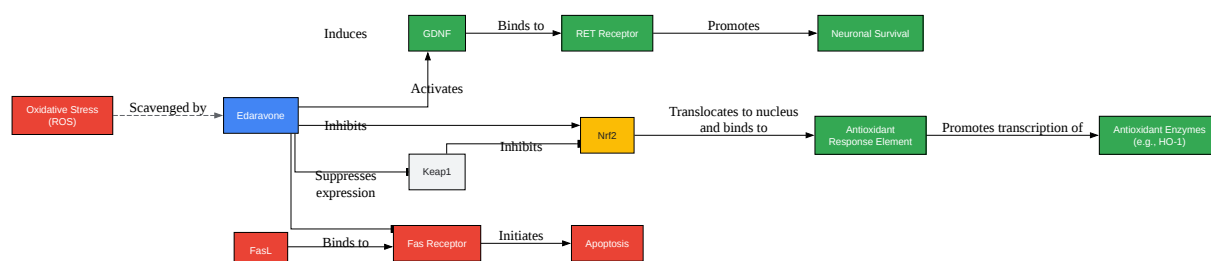 Induces
GDNF
Binds to
RET Receptor
Promotes
Neuronal Survival
Activates
Oxidative Stress
(ROS)
Scavenged by
Edaravone
Inhibits
Nrf2
Translocates to nucleus
and binds to
Antioxidant
Response Element
Promotes transcription of
Antioxidant Enzymes
(e.g., HO-1)
Inhibits
Suppresses
expression
Keap1
FasL
Binds to
Fas Receptor
Initiates
Apoptosis